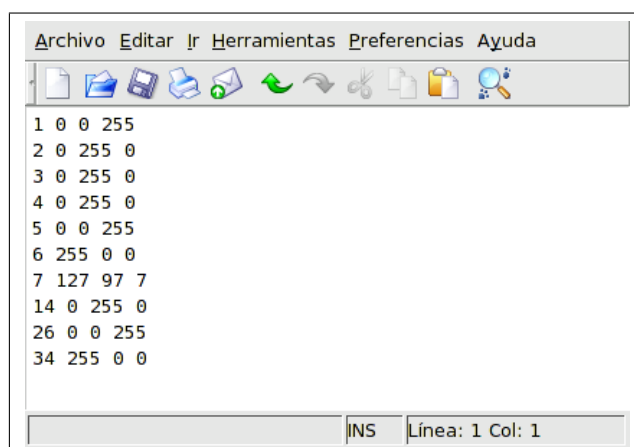 Archivo Editar Ir Herramientas Preferencias Ayuda
1 0 0 255
2 0 255 0
3 0 255 0
4 0 255 0
5 0 0 255
6 255 0 0
7 127 97 7
14 0 255 0
26 0 0 255
34 255 0 0
INS Línea: 1 Col: 1